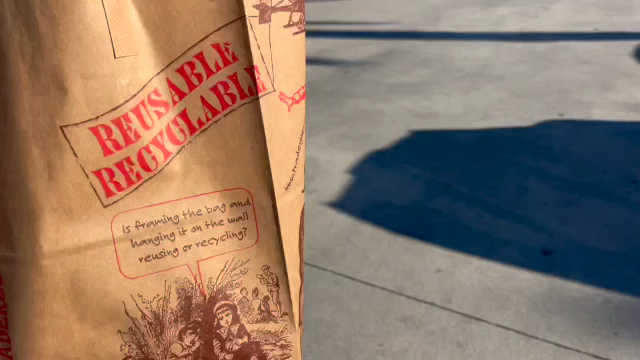 REUSABLE
RECYCLABLE
Is framing the bag and
hanging it on the wall
reusing or recycling?